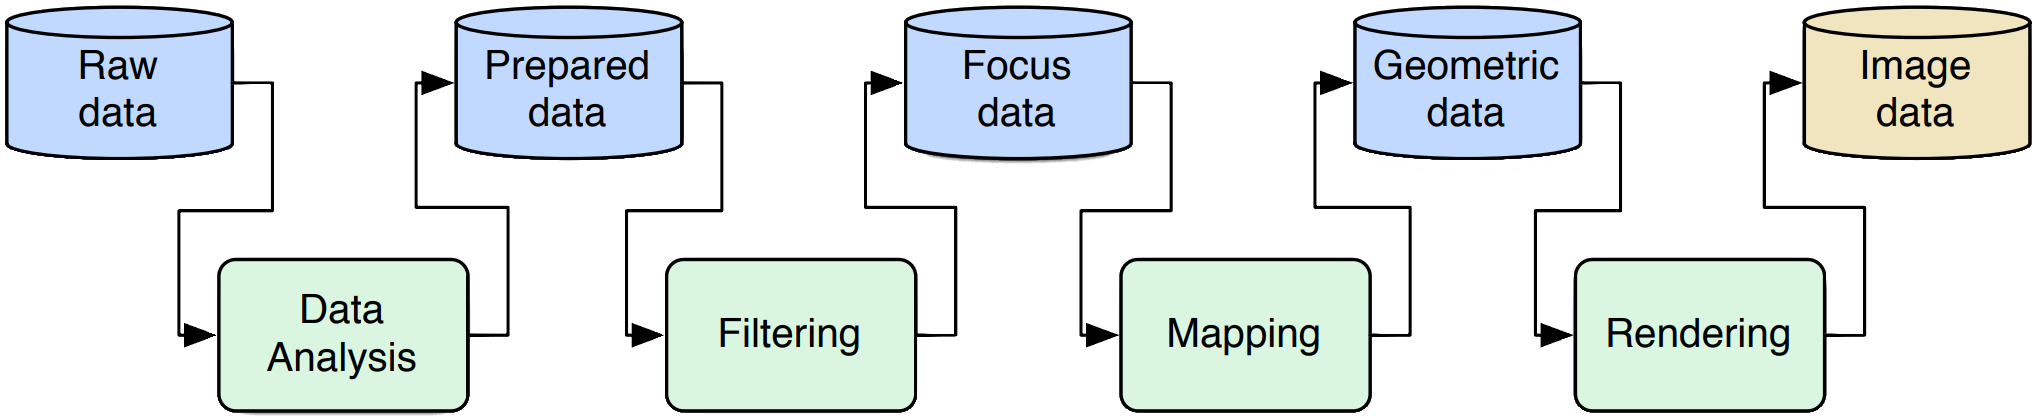 Raw
data
Prepared
data
Focus
data
Geometric
data
Image
data
Data
Analysis
Filtering
Mapping
Rendering